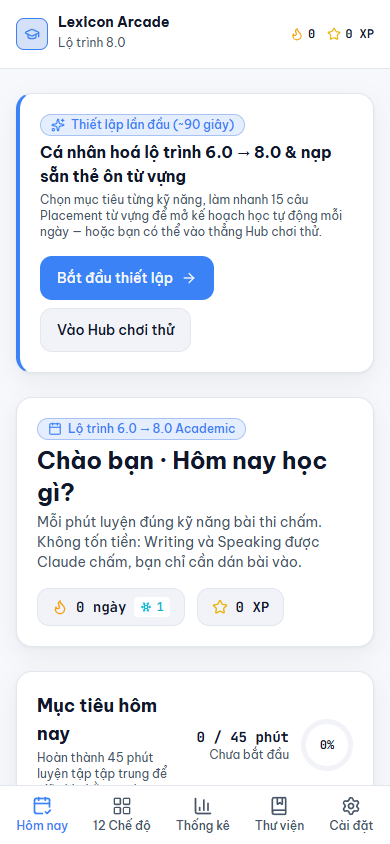 Lexicon Arcade
Lộ trình 8.0
0
0 XP
Thiết lập lần đầu (~90 giây)
Cá nhân hoá lộ trình 6.0 → 8.0 & nạp
sẵn thẻ ôn từ vựng
Chọn mục tiêu từng kỹ năng, làm nhanh 15 câu
Placement từ vựng để mở kế hoạch học tự động mỗi
ngày — hoặc bạn có thể vào thẳng Hub chơi thử.
Bắt đầu thiết lập →
Vào Hub chơi thử
Lộ trình 6.0 → 8.0 Academic
Chào bạn · Hôm nay học
gì?
Mỗi phút luyện đúng kỹ năng bài thi chấm.
Không tốn tiền: Writing và Speaking được
Claude chấm, bạn chỉ cần dán bài vào.
0 ngày
1
0 XP
Mục tiêu hôm
nay
0 / 45 phút
Chưa bắt đầu
0%
Hoàn thành 45 phút
luyện tập tập trung để
Hôm nay
12 Chế độ
Thống kê
Thư viện
Cài đặt